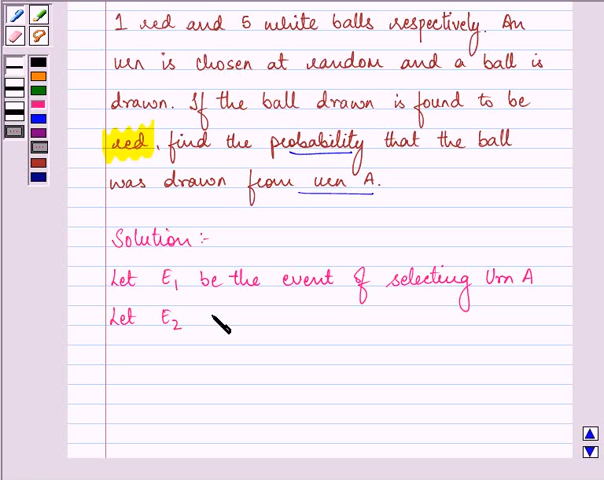 1 red and 5 white balls respectively. An
urn is chosen at random and a ball is
drawn. If the ball drawn is found to be
red, find the probability that the ball
was drawn from urn A.
Solution:-
Let E1 be the event of selecting Urn A
Let E2